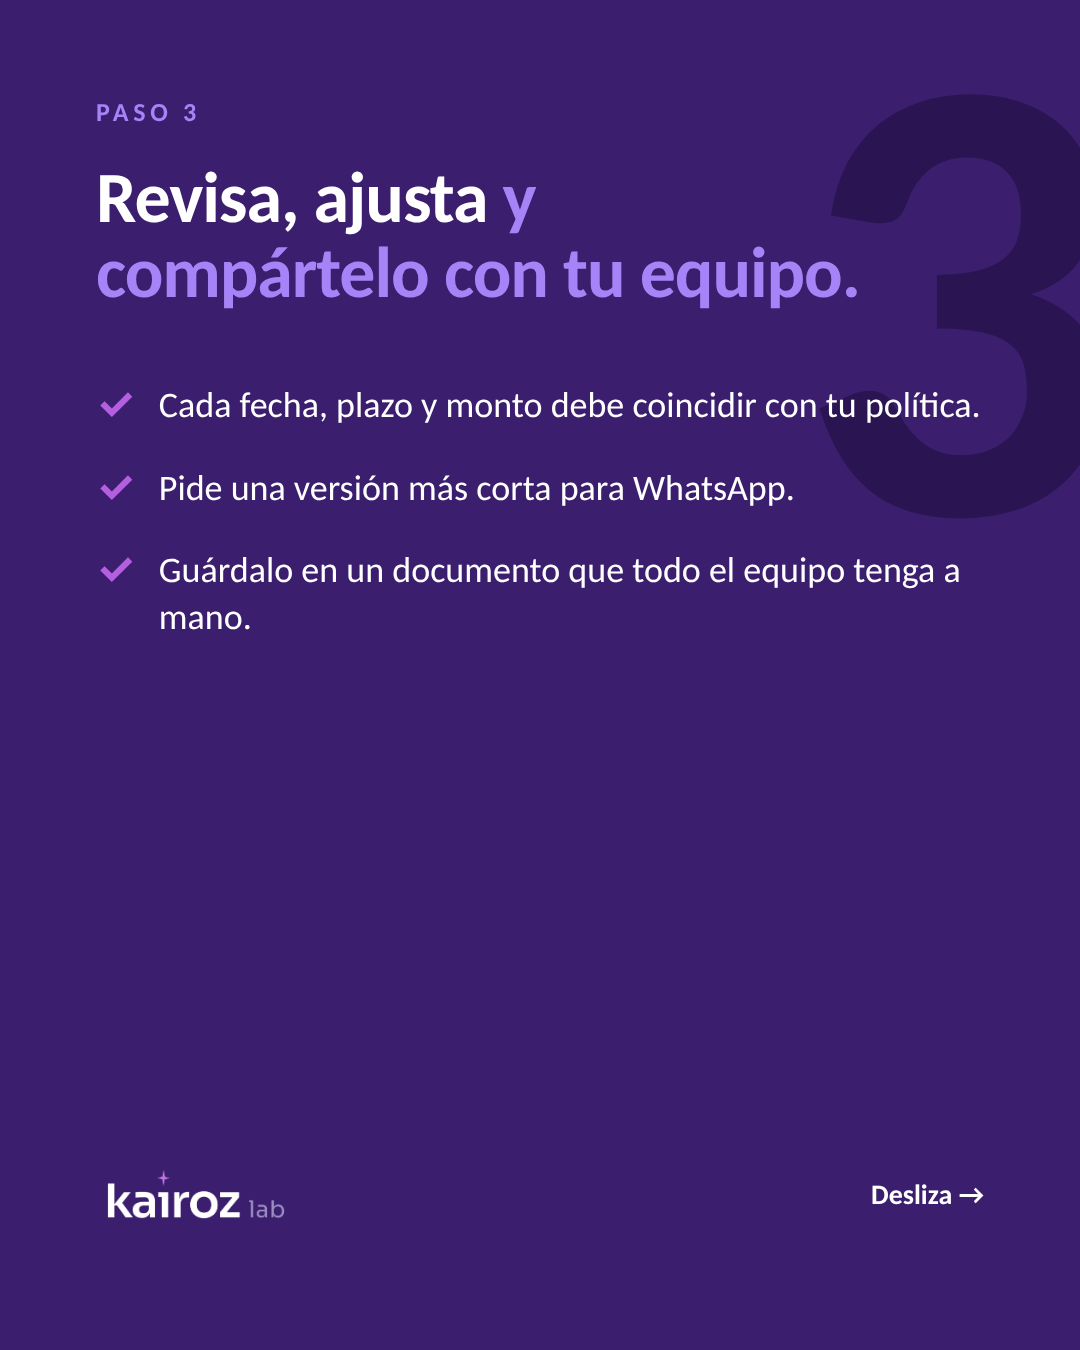 PASO 3
3
Revisa, ajusta y
compártelo con tu equipo.
Cada fecha, plazo y monto debe coincidir con tu política.
Pide una versión más corta para WhatsApp.
Guárdalo en un documento que todo el equipo tenga a
mano.
kairoz lab
Desliza →